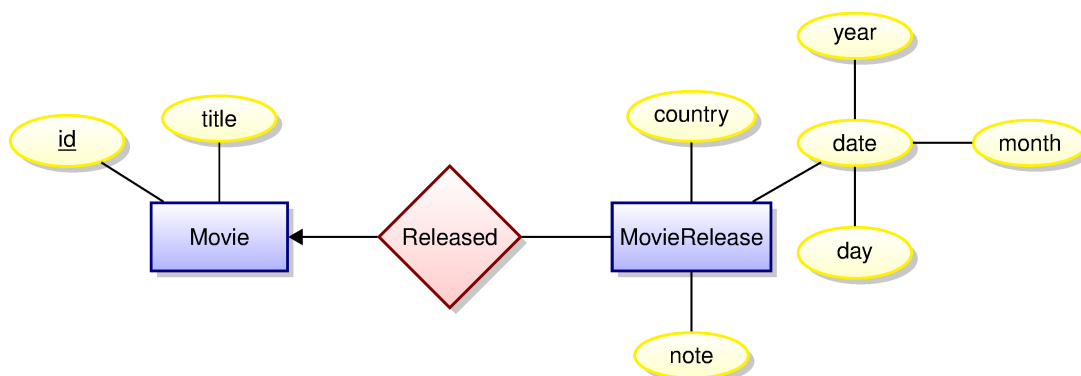 year
title
country
id
date
month
Movie
Released
MovieRelease
day
note